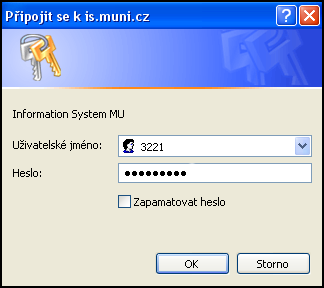 Připojit se k is.muni.cz
Information System MU
Uživatelské jméno: 3221
Heslo: •••••••••
Zapamatovat heslo
OK Storno